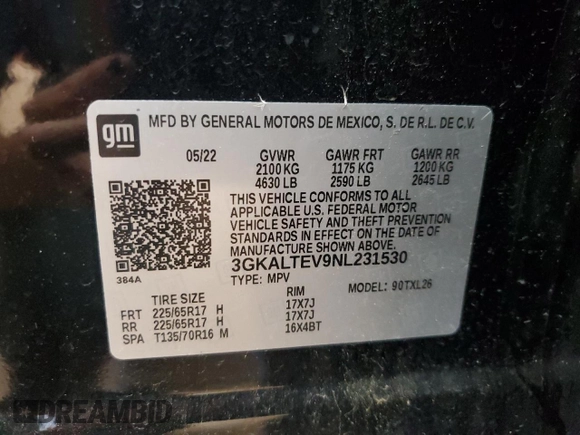 gm MFD BY GENERAL MOTORS DE MEXICO, S. DE R.L. DE C.V.
05/22 GVWR GAWR FRT GAWR RR
2100 KG 1175 KG 1200 KG
4630 LB 2590 LB 2645 LB
THIS VEHICLE CONFORMS TO ALL
APPLICABLE U.S. FEDERAL MOTOR
VEHICLE SAFETY AND THEFT PREVENTION
STANDARDS IN EFFECT ON THE DATE OF
MANUFACTURE SHOWN ABOVE.
3GKALTEV9NL231530
384A
TYPE: MPV MODEL: 90TXL26
TIRE SIZE RIM
FRT 225/65R17 H 17X7J
RR 225/65R17 H 17X7J
SPA T135/70R16 M 16X4BT
DREAMBID